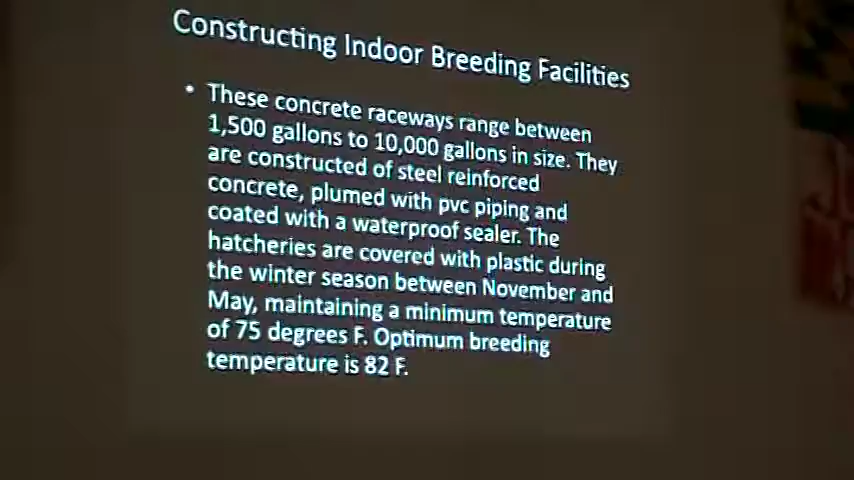 Constructing Indoor Breeding Facilities
• These concrete raceways range between
1,500 gallons to 10,000 gallons in size. They
are constructed of steel reinforced
concrete, plumed with pvc piping and
coated with a waterproof sealer. The
hatcheries are covered with plastic during
the winter season between November and
May, maintaining a minimum temperature
of 75 degrees F. Optimum breeding
temperature is 82 F.